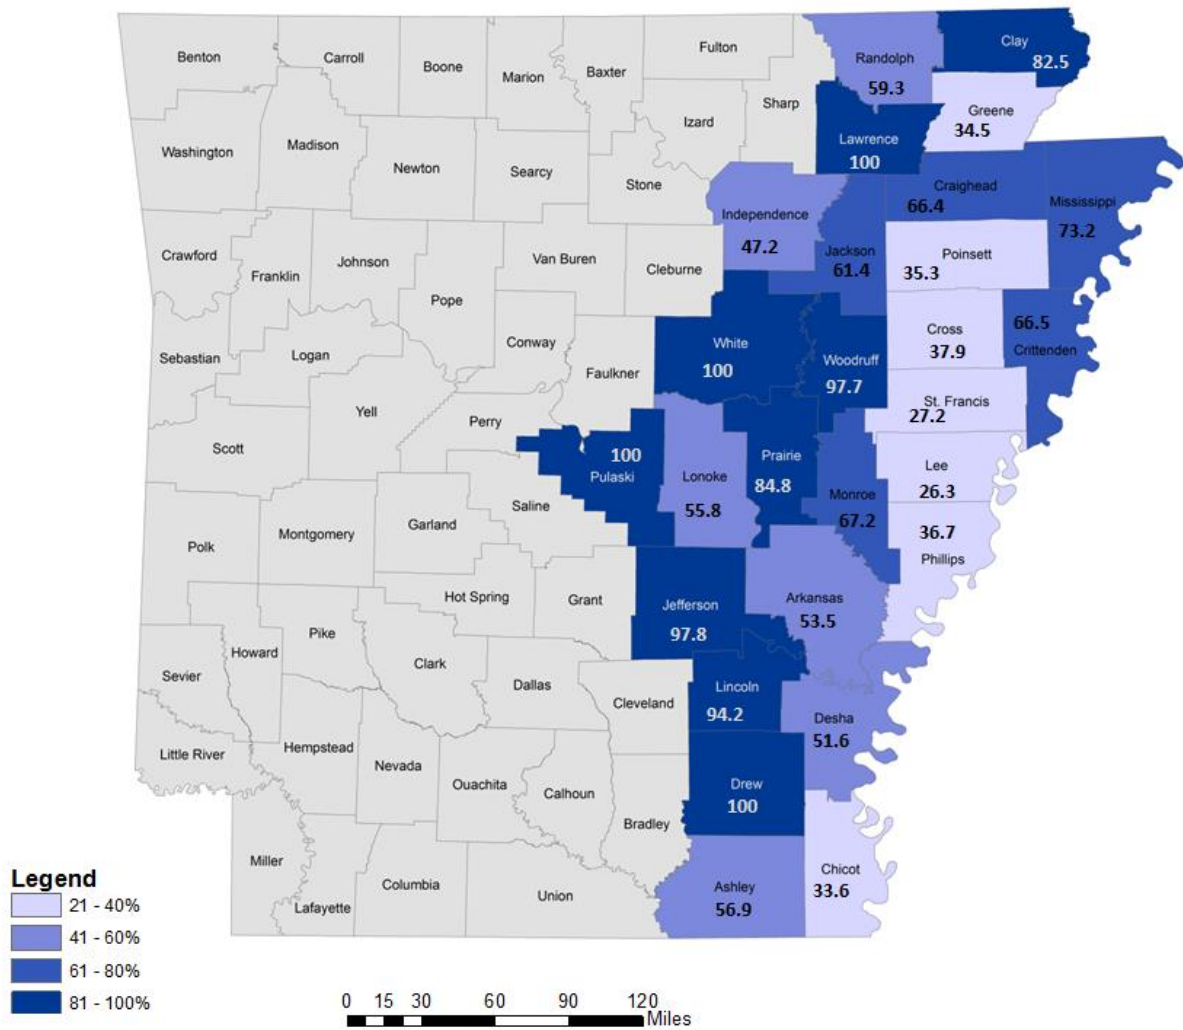 Benton
Carroll
Boone
Marion
Baxter
Fulton
Randolph
59.3
Clay
82.5
Izard
Sharp
Lawrence
100
Greene
34.5
Washington
Madison
Newton
Searcy
Stone
Independence
47.2
Jackson
61.4
Craighead
66.4
Mississippi
73.2
Poinsett
35.3
Crawford
Franklin
Johnson
Van Buren
Cleburne
Pope
Conway
Sebastian
Logan
Faulkner
White
100
Woodruff
97.7
Cross
37.9
66.5
Crittenden
Yell
Perry
St. Francis
27.2
Scott
100
Pulaski
Lonoke
55.8
Prairie
84.8
Monroe
67.2
Lee
26.3
36.7
Phillips
Saline
Garland
Montgomery
Polk
Hot Spring
Grant
Jefferson
97.8
Arkansas
53.5
Pike
Howard
Clark
Sevier
Dallas
Cleveland
Lincoln
94.2
Desha
51.6
Little River
Hempstead
Nevada
Ouachita
Calhoun
Bradley
Drew
100
Miller
Lafayette
Columbia
Union
Ashley
56.9
Chicot
33.6
Legend
21 - 40%
41 - 60%
61 - 80%
81 - 100%
0 15 30 60 90 120
Miles